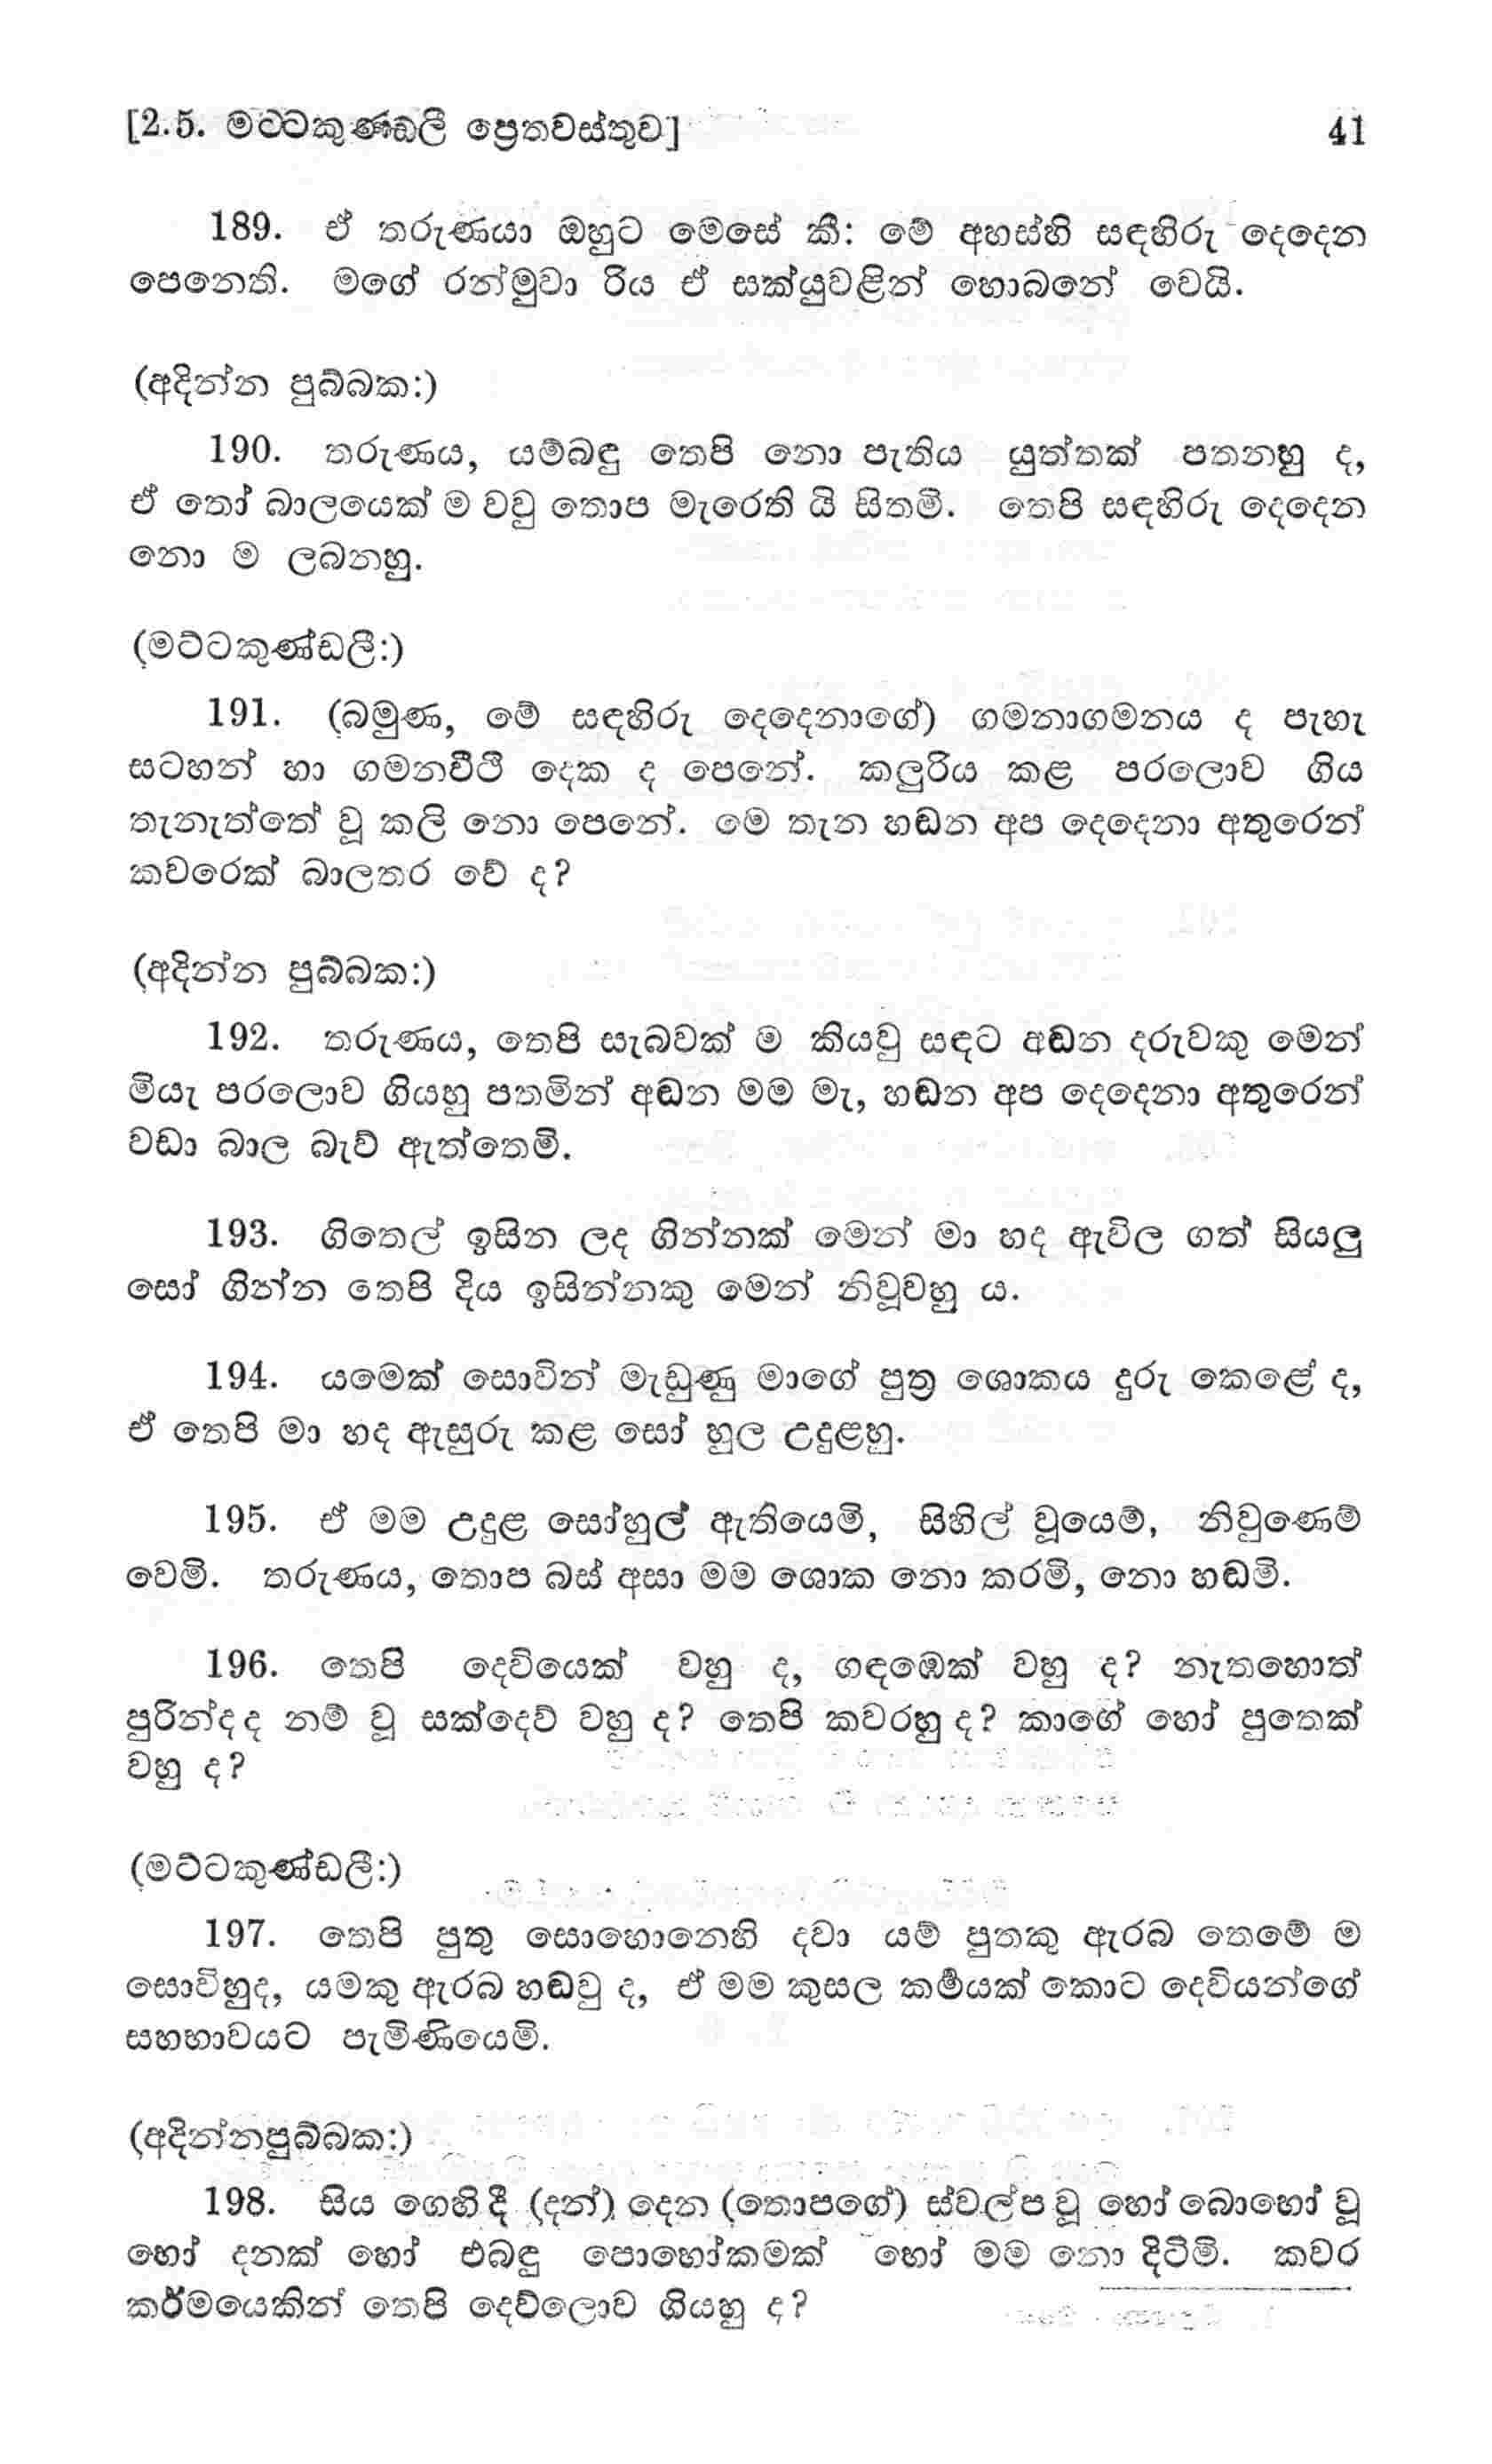 [2.5. මට්ටකුණ්ඩලී ප්‍රෙතවස්තුව] 41
189. ඒ තරුණයා ඔහුට මෙසේ කී: මේ අහස්හි සඳහිරු දෙදෙන
පෙනෙති. මගේ රන්මුවා රිය ඒ සක්යුවළින් හොබනේ වෙයි.
(අදින්න පුබ්බක:)
190. තරුණය, යම්බඳු තෙපි නො පැතිය යුත්තක් පතනහු ද,
ඒ තෝ බාලයෙක් ම වවු තොප මැරෙති යි සිතමි. තෙපි සඳහිරු දෙදෙන
නො ම ලබනහු.
(මට්ටකුණ්ඩලී:)
191. (බමුණ, මේ සඳහිරු දෙදෙනාගේ) ගමනාගමනය ද පැහැ
සටහන් හා ගමනවීථි දෙක ද පෙනේ. කලුරිය කළ පරලොව ගිය
තැනැත්තේ වූ කලි නො පෙනේ. මෙ තැන හඬන අප දෙදෙනා අතුරෙන්
කවරෙක් බාලතර වේ ද?
(අදින්න පුබ්බක:)
192. තරුණය, තෙපි සැබවක් ම කියවු සඳට අඬන දරුවකු මෙන්
මියැ පරලොව ගියහු පතමින් අඬන මම මැ, හඬන අප දෙදෙනා අතුරෙන්
වඩා බාල බැව් ඇත්තෙමි.
193. ගිතෙල් ඉසින ලද ගින්නක් මෙන් මා හද ඇවිල ගත් සියලු
සෝ ගින්න තෙපි දිය ඉසින්නකු මෙන් නිවූවහු ය.
194. යමෙක් සොවින් මැඩුණු මාගේ පුත්‍ර ශොකය දුරු කෙළේ ද,
ඒ තෙපි මා හද ඇසුරු කළ සෝ හුල උදුළහු.
195. ඒ මම උදුළ සෝහුල් ඇතියෙමි, සිහිල් වූයෙම්, නිවුණෙම්
වෙමි. තරුණය, තොප බස් අසා මම ශොක නො කරමි, නො හඬමි.
196. තෙපි දෙවියෙක් වහු ද, ගඳඹෙක් වහු ද? නැතහොත්
පුරින්දද නම් වූ සක්දෙව් වහු ද? තෙපි කවරහු ද? කාගේ හෝ පුතෙක්
වහු ද?
(මට්ටකුණ්ඩලී:)
197. තෙපි පුතු සොහොනෙහි දවා යම් පුතකු ඇරබ තෙමේ ම
සොව්හුද, යමකු ඇරබ හඬවු ද, ඒ මම කුසල කර්‍මයක් කොට දෙවියන්ගේ
සහභාවයට පැමිණියෙමි.
(අදින්නපුබ්බක:)
198. සිය ගෙහි දී (දන්) දෙන (තොපගේ) ස්වල්ප වූ හෝ බොහෝ වූ
හෝ දනක් හෝ එබඳු පොහෝකමක් හෝ මම නො දිටිමි. කවර
කර්මයෙකින් තෙපි දෙව්ලොව ගියහු ද?